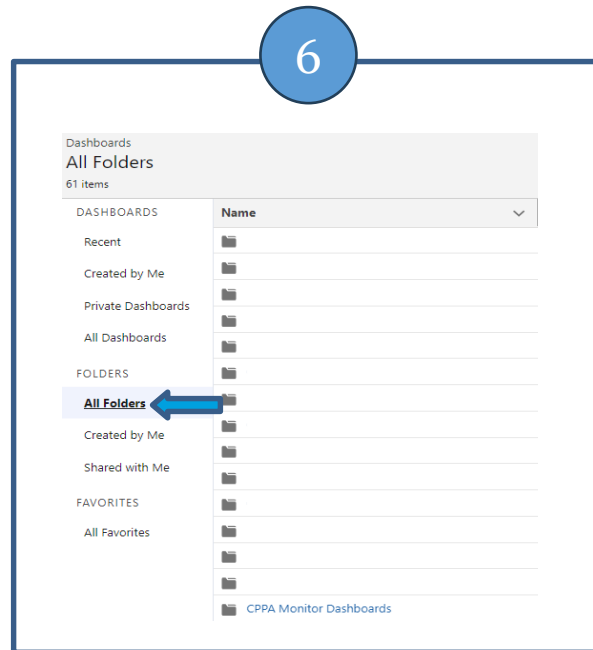 6
Dashboards
All Folders
61 items
DASHBOARDS
Recent
Created by Me
Private Dashboards
All Dashboards
FOLDERS
All Folders
Created by Me
Shared with Me
FAVORITES
All Favorites
Name
CPPA Monitor Dashboards